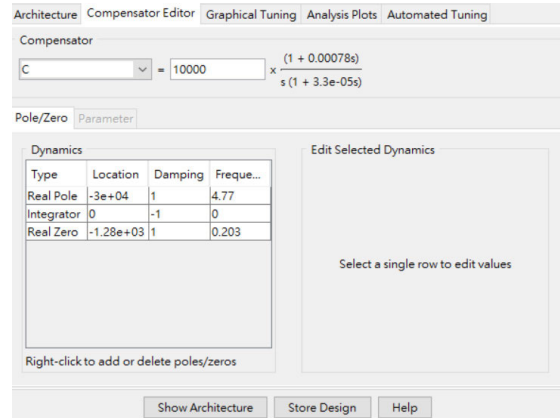 Architecture Compensator Editor Graphical Tuning Analysis Plots Automated Tuning
Compensator
C = 10000 x (1 + 0.00078s)
s (1 + 3.3e-05s)
Pole/Zero Parameter
Dynamics Edit Selected Dynamics
Type Location Damping Freque...
Real Pole -3e+04 1 4.77
Integrator 0 -1 0
Real Zero -1.28e+03 1 0.203
Select a single row to edit values
Right-click to add or delete poles/zeros
Show Architecture Store Design Help